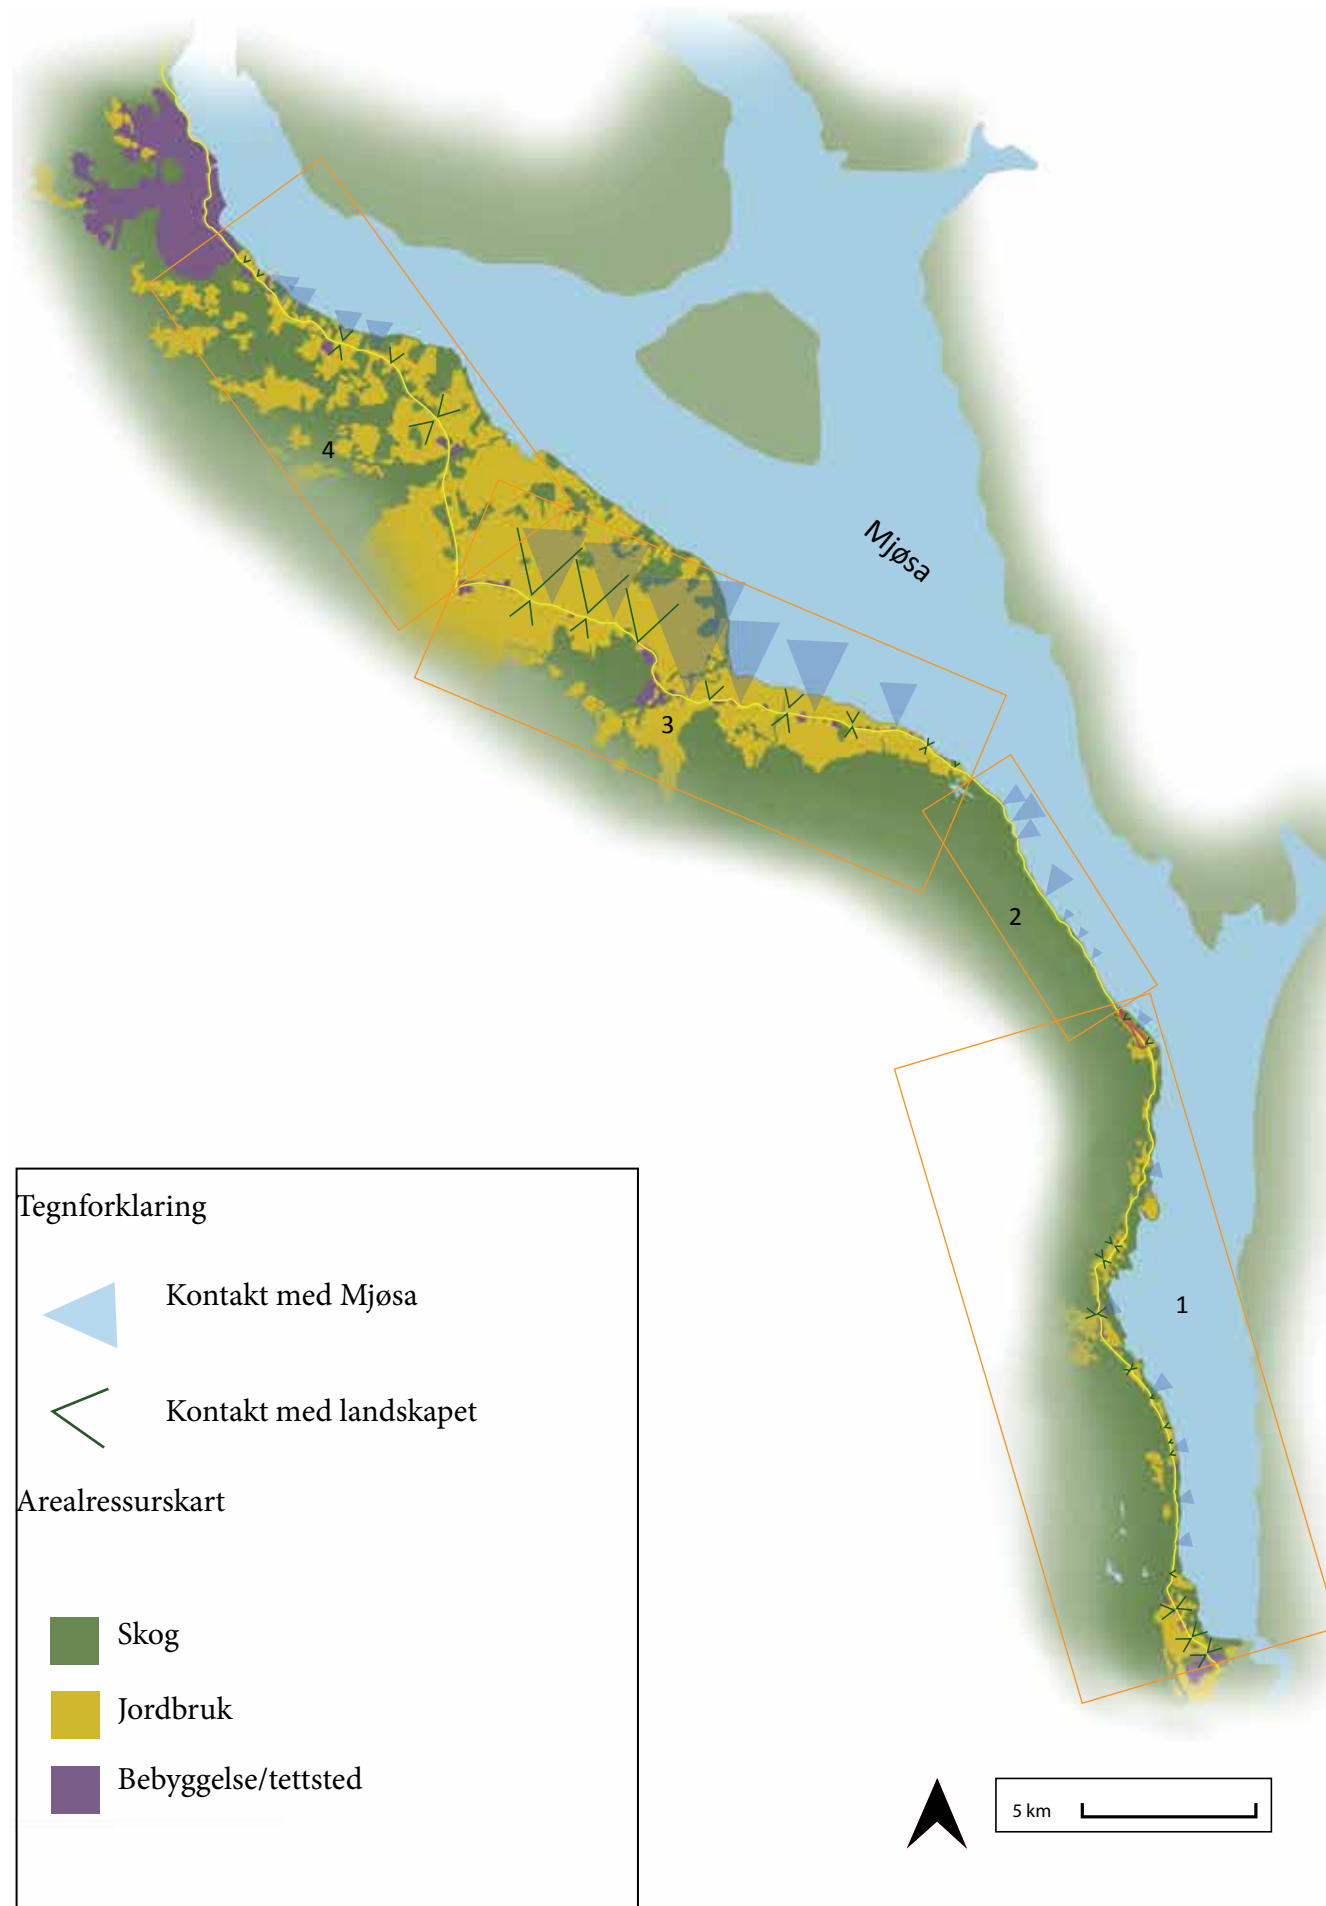 4
Mjøsa
3
2
1
Tegnforklaring
Kontakt med Mjøsa
Kontakt med landskapet
Arealressurskart
Skog
Jordbruk
Bebyggelse/tettsted
5 km